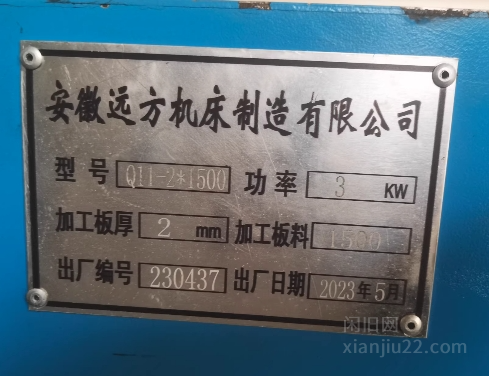 安徽远方机床制造有限公司
型号 Q11-2*1500 功率 3 KW
加工板厚 2 mm 加工板料 1500
出厂编号 230437 出厂日期 2023年5月
闲旧网
xianjiu22.com